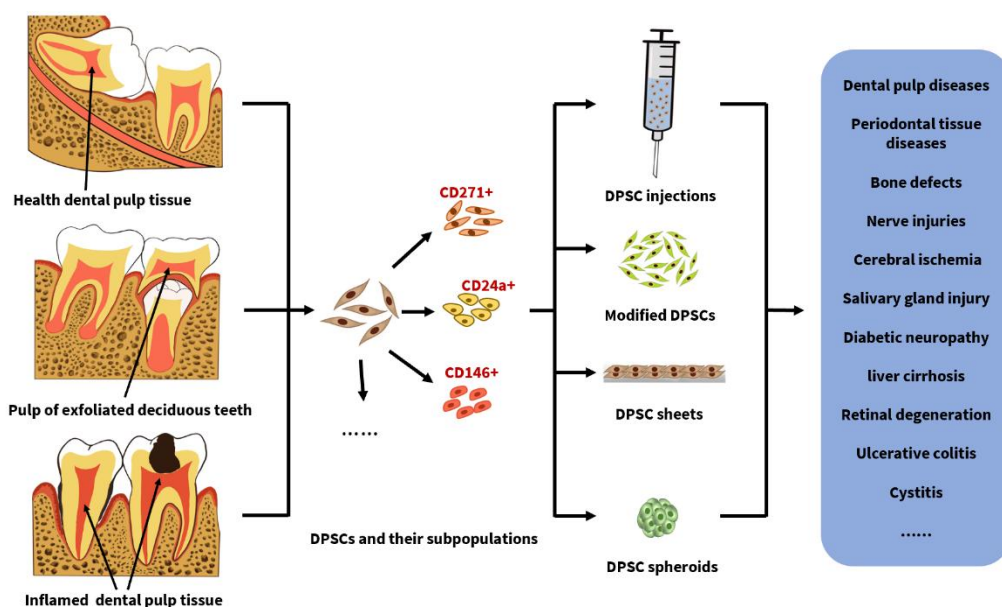 Health dental pulp tissue
Pulp of exfoliated deciduous teeth
Inflamed dental pulp tissue
CD271+
CD24a+
CD146+
......
DPSCs and their subpopulations
DPSC injections
Modified DPSCs
DPSC sheets
DPSC spheroids
Dental pulp diseases
Periodontal tissue
diseases
Bone defects
Nerve injuries
Cerebral ischemia
Salivary gland injury
Diabetic neuropathy
liver cirrhosis
Retinal degeneration
Ulcerative colitis
Cystitis
......